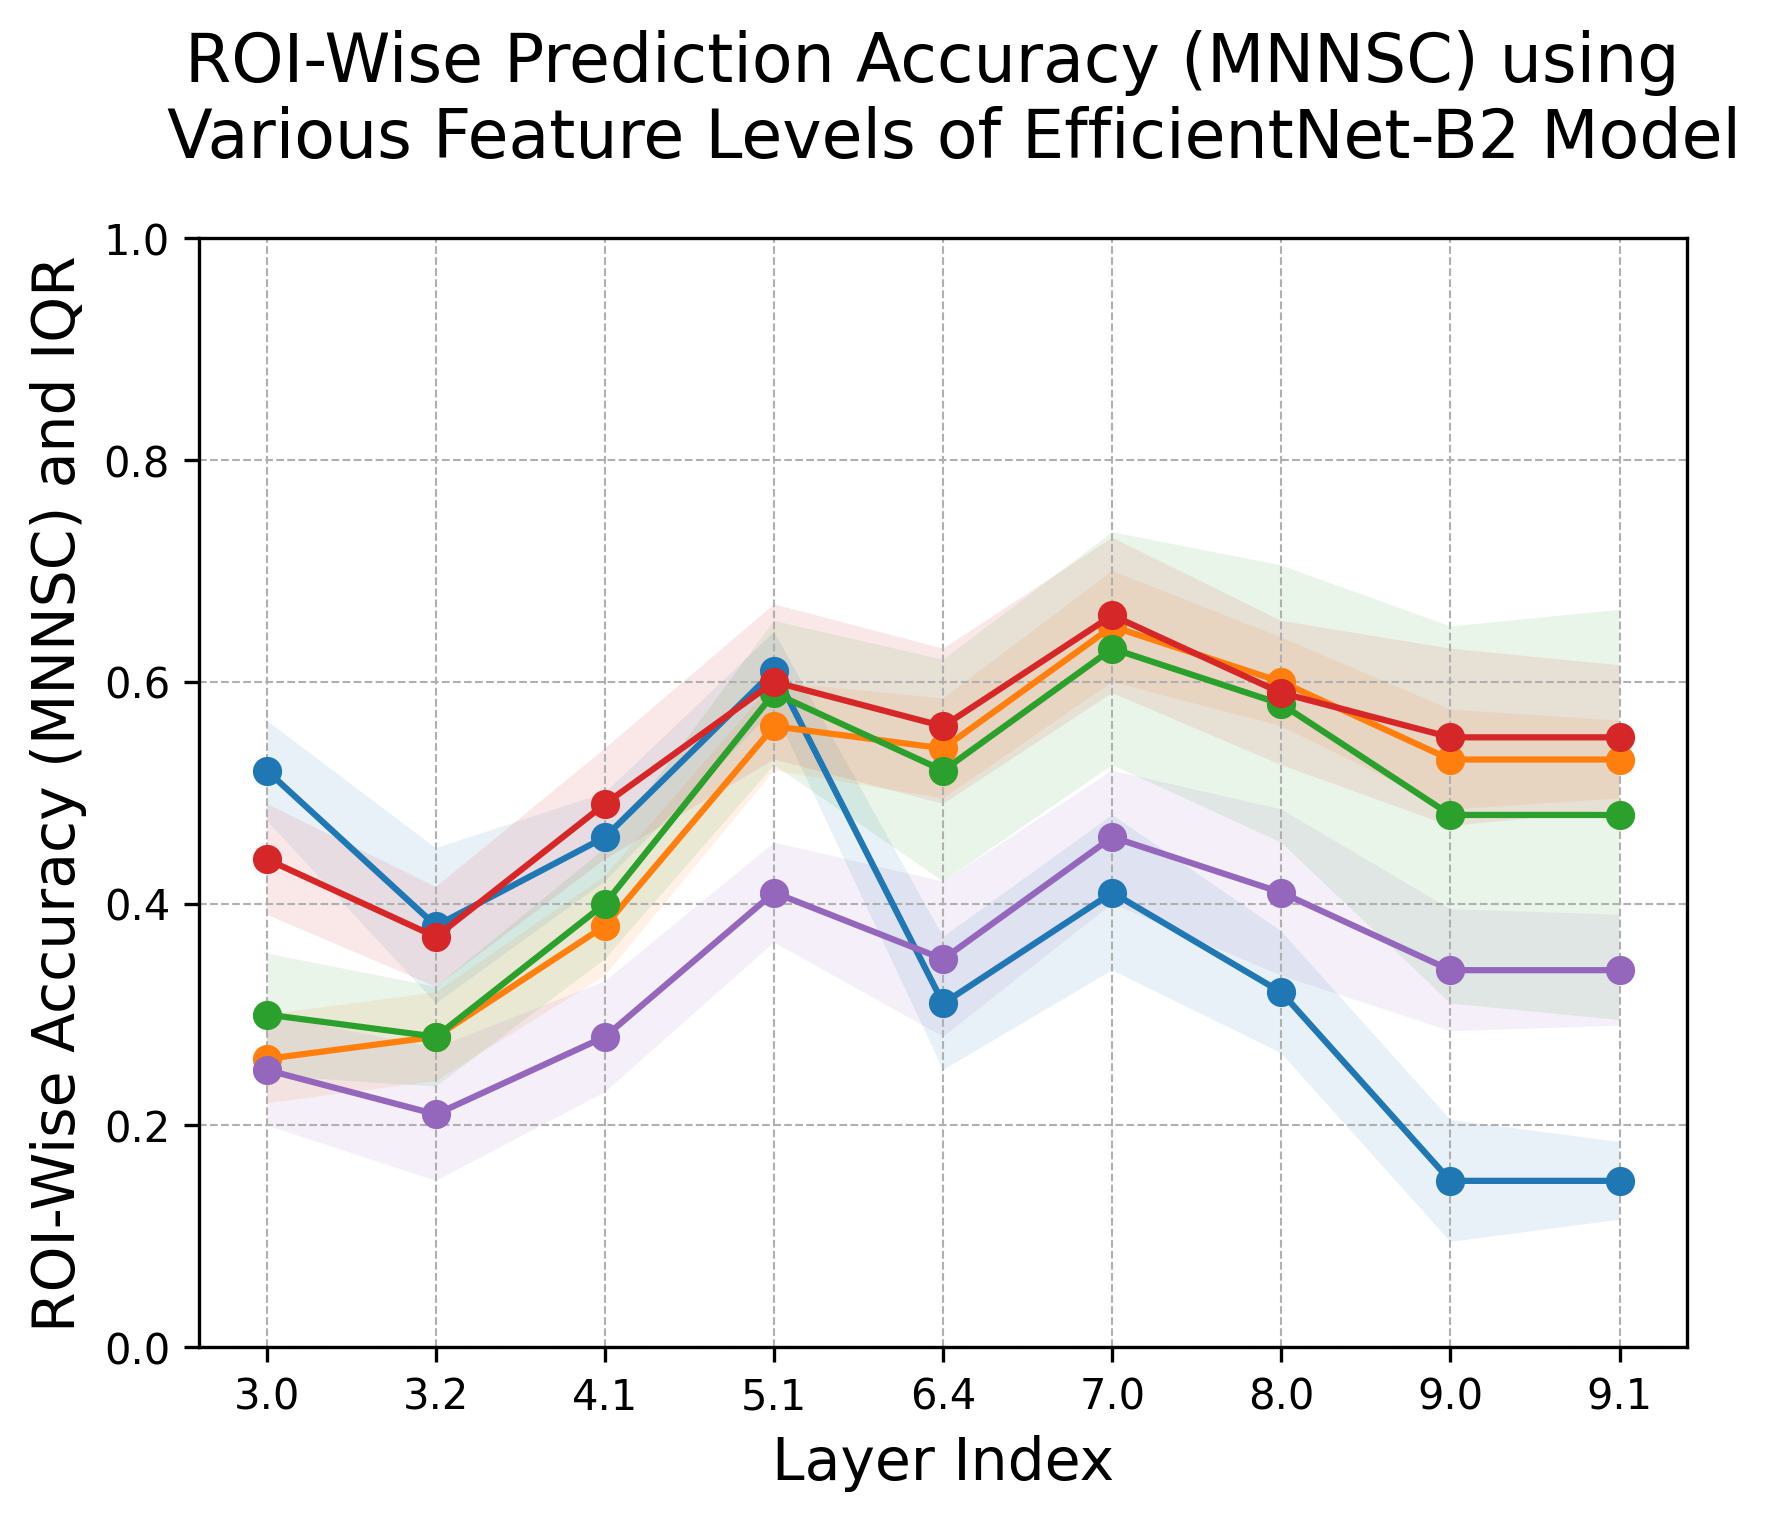 ROI-Wise Prediction Accuracy (MNNSC) using
Various Feature Levels of EfficientNet-B2 Model
ROI-Wise Accuracy (MNNSC) and IQR
1.0
0.8
0.6
0.4
0.2
0.0
3.0 3.2 4.1 5.1 6.4 7.0 8.0 9.0 9.1
Layer Index